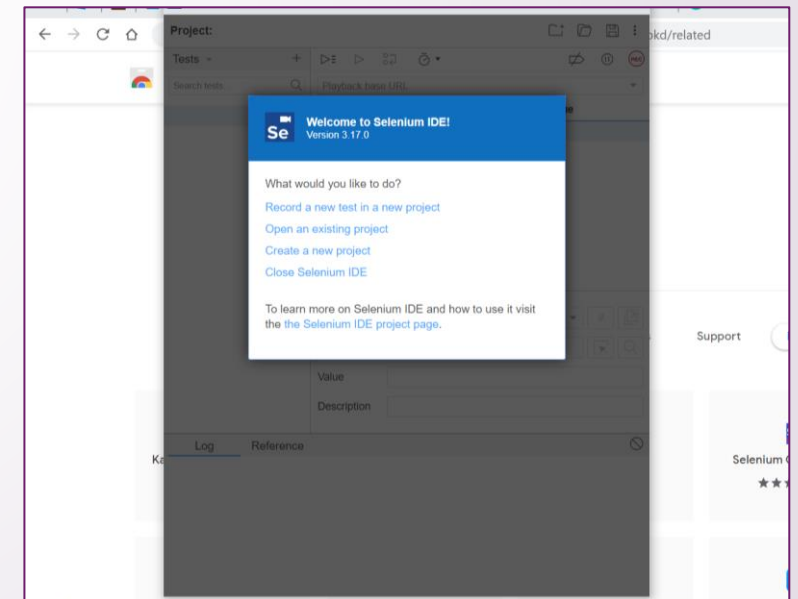 Project:
okd/related
Tests
Search tests
Playback base URL
REC
Se
Welcome to Selenium IDE!
Version 3.17.0
What would you like to do?
Record a new test in a new project
Open an existing project
Create a new project
Close Selenium IDE
To learn more on Selenium IDE and how to use it visit
the the Selenium IDE project page.
Support
Value
Description
Log Reference
Ka
Selenium